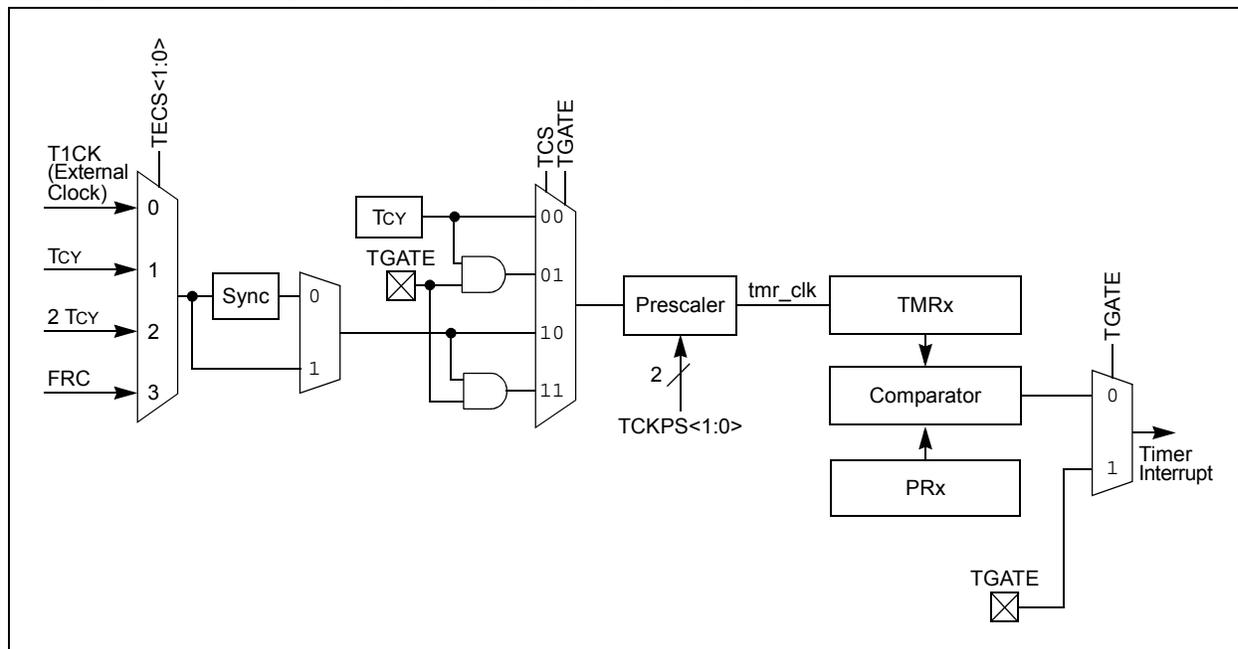 TECS<1:0>
T1CK
(External
Clock)
0
TCY
1
2 TCY
2
FRC
3
Sync
0
1
TCY
TGATE
TCS
TGATE
00
01
10
11
Prescaler
2
TCKPS<1:0>
tmr_clk
TMRx
Comparator
PRx
TGATE
0
1
Timer
Interrupt
TGATE